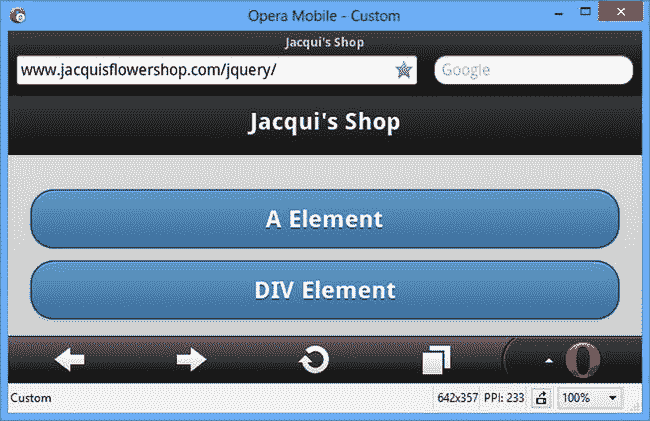 Opera Mobile - Custom
Jacqui's Shop
www.jacquisflowershop.com/jquery/
Google
Jacqui's Shop
A Element
DIV Element
Custom
642x357
PPI: 233
100%